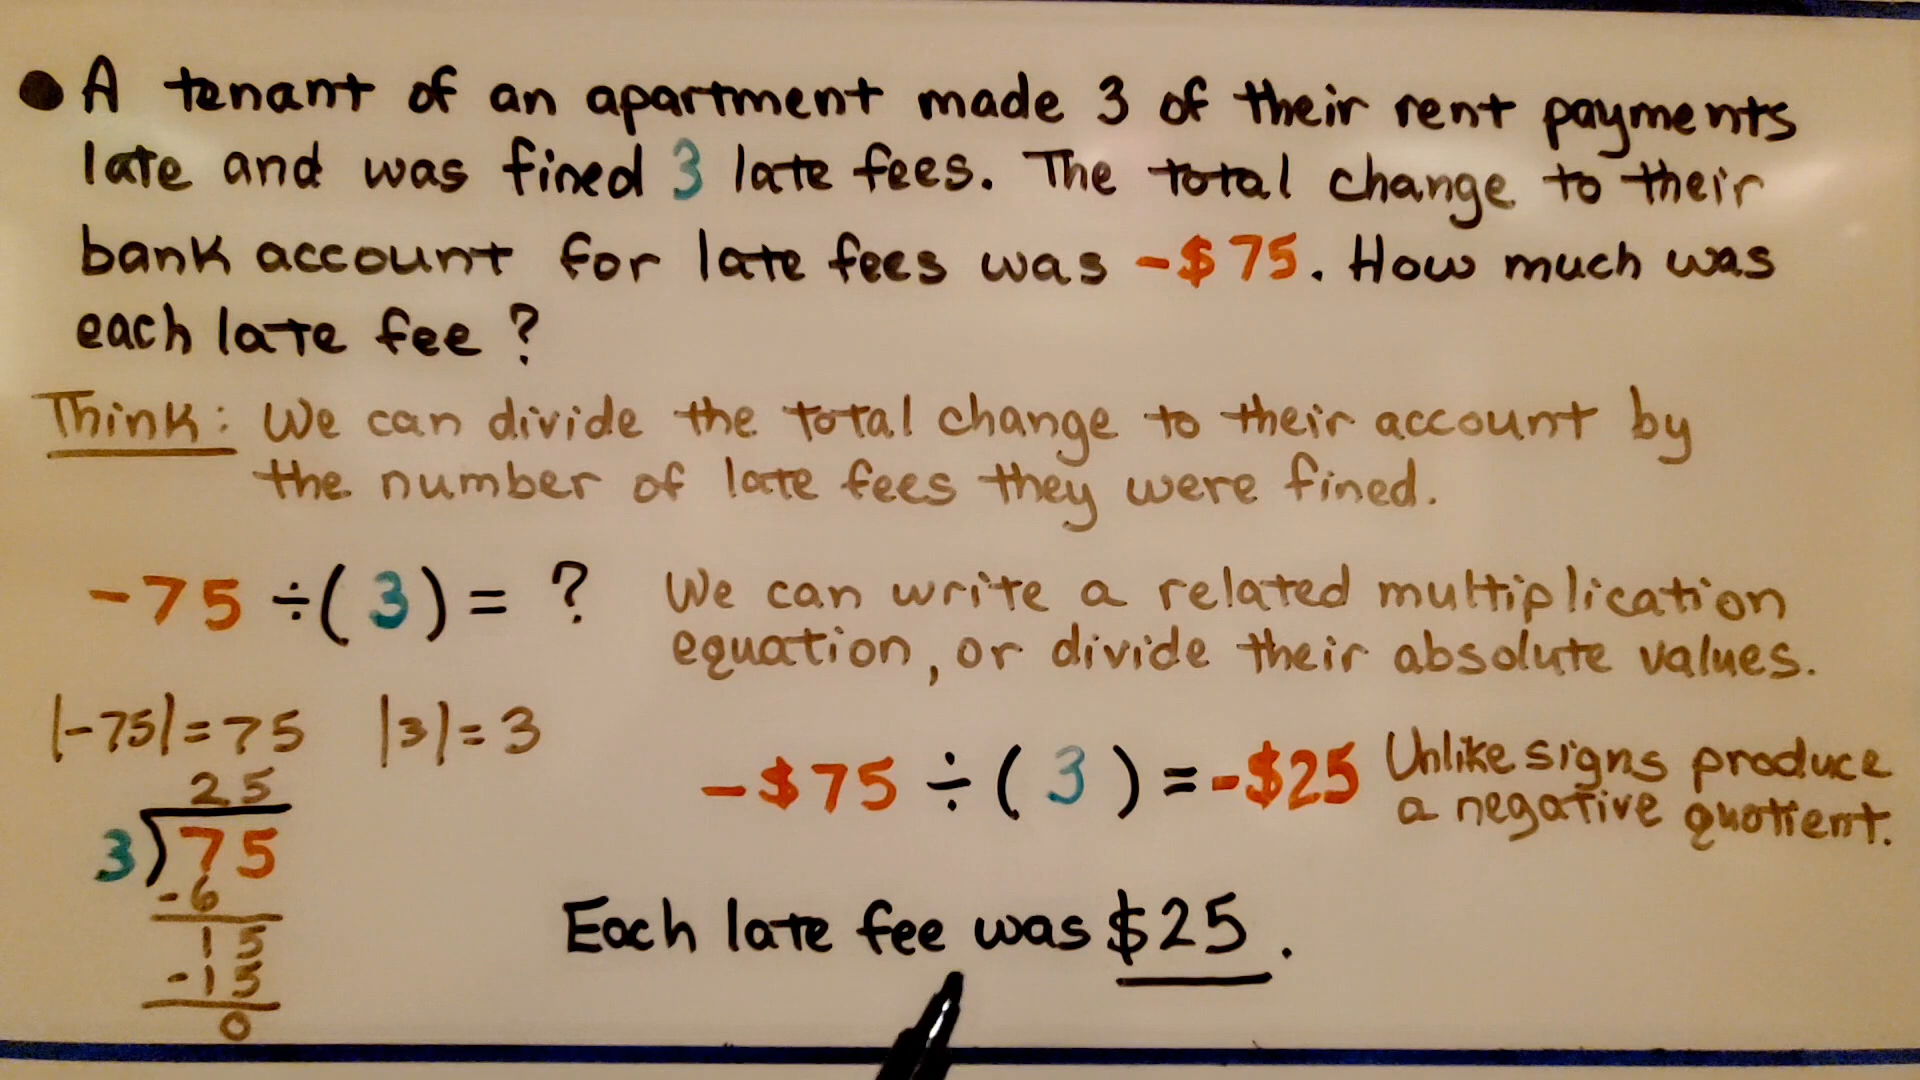 ● A tenant of an apartment made 3 of their rent payments
late and was fined 3 late fees. The total change to their
bank account for late fees was -$75. How much was
each late fee?
Think: We can divide the total change to their account by
the number of late fees they were fined.
-75 ÷ (3) = ?
We can write a related multiplication
equation, or divide their absolute values.
|-75| = 75 |3| = 3
25
3)75
-6
15
-15
0
-$75 ÷ (3) = -$25
Unlike signs produce
a negative quotient.
Each late fee was $25.